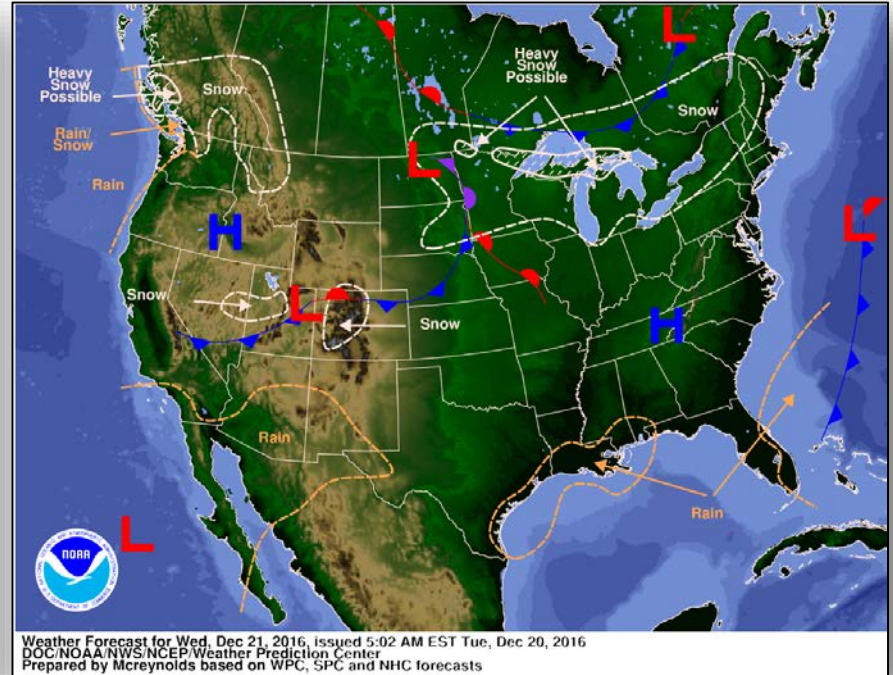 Heavy
Snow
Possible
Snow
Rain/
Snow
Rain
Heavy
Snow
Possible
Snow
L
L
L
H
Snow
L
Snow
H
Rain
Rain
L
NOAA
Weather Forecast for Wed, Dec 21, 2016, issued 5:02 AM EST Tue, Dec 20, 2016
DOC/NOAA/NWS/NCEP/Weather Prediction Center
Prepared by Mcreynolds based on WPC, SPC and NHC forecasts